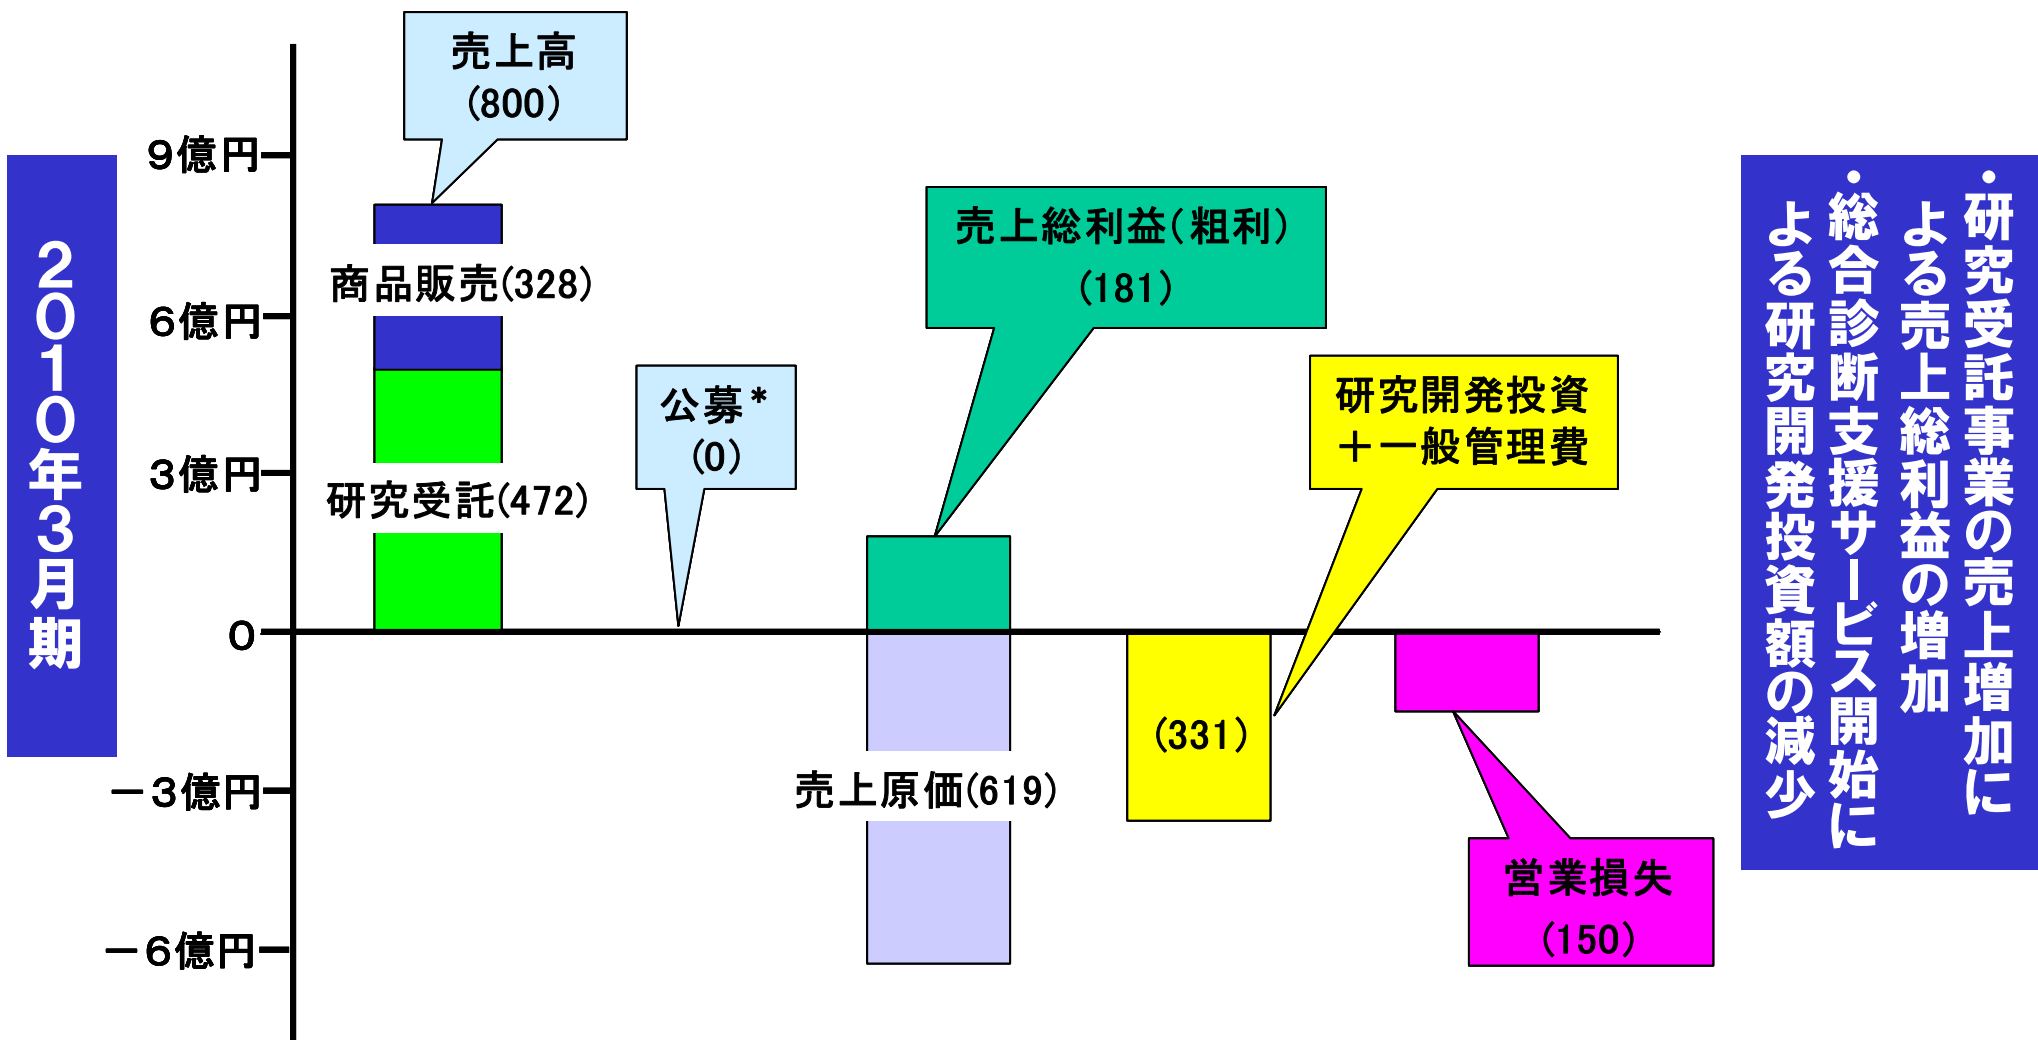 2010年3月期
9億円
6億円
3億円
0
－3億円
－6億円
売上高
(800)
商品販売(328)
研究受託(472)
公募*
(0)
売上総利益(粗利)
(181)
売上原価(619)
研究開発投資
＋一般管理費
(331)
営業損失
(150)
・研究受託事業の売上増加に
よる売上総利益の増加
・総合診断支援サービス開始に
よる研究開発投資額の減少